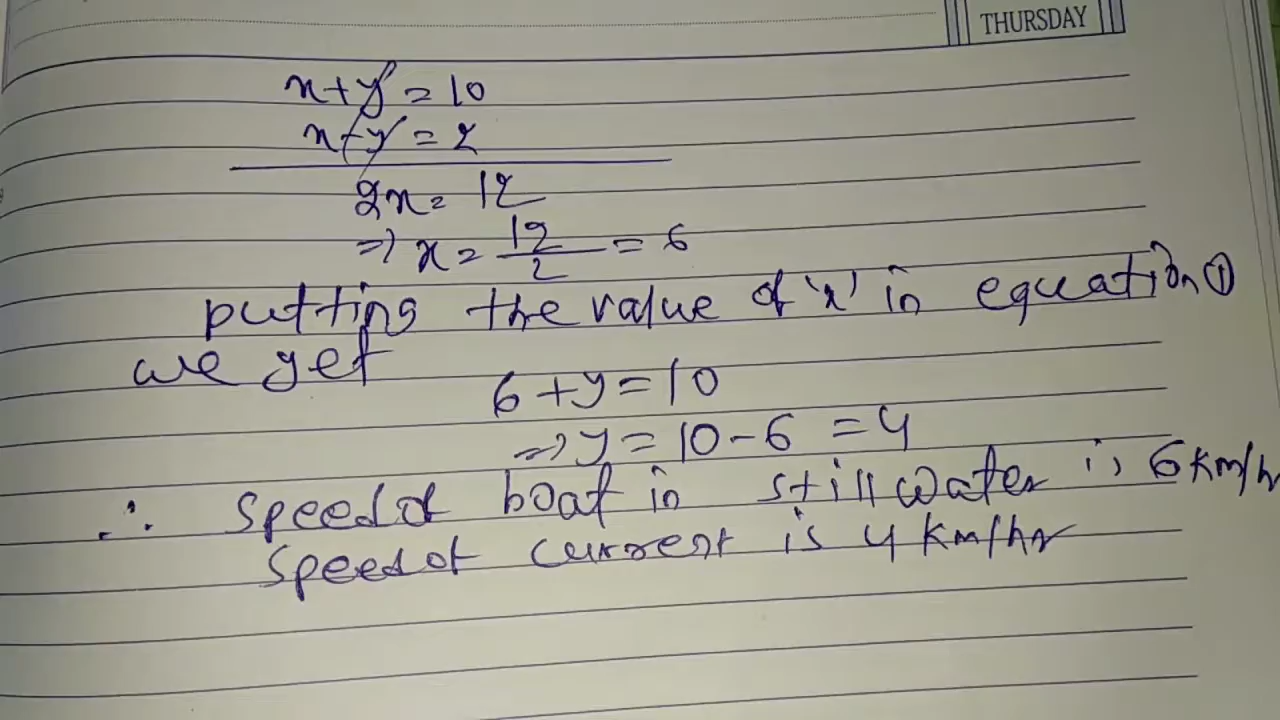 THURSDAY
x+y=10
x-y=2
2x=12
=> x=12/2=6
putting the value of 'x' in equation ①
we get
6+y=10
=> y=10-6=4
∴ speed of boat in still water is 6km/h
speed of current is 4 km/hr